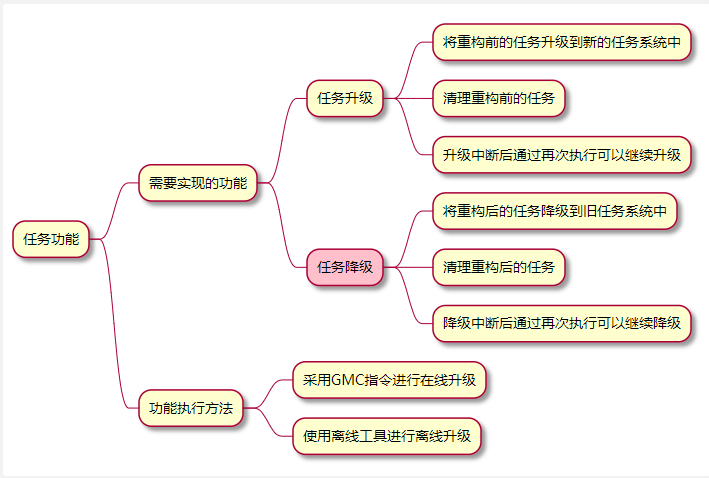 任务功能
需要实现的功能
任务升级
将重构前的任务升级到新的任务系统中
清理重构前的任务
升级中断后通过再次执行可以继续升级
任务降级
将重构后的任务降级到旧任务系统中
清理重构后的任务
降级中断后通过再次执行可以继续降级
功能执行方法
采用GMC指令进行在线升级
使用离线工具进行离线升级